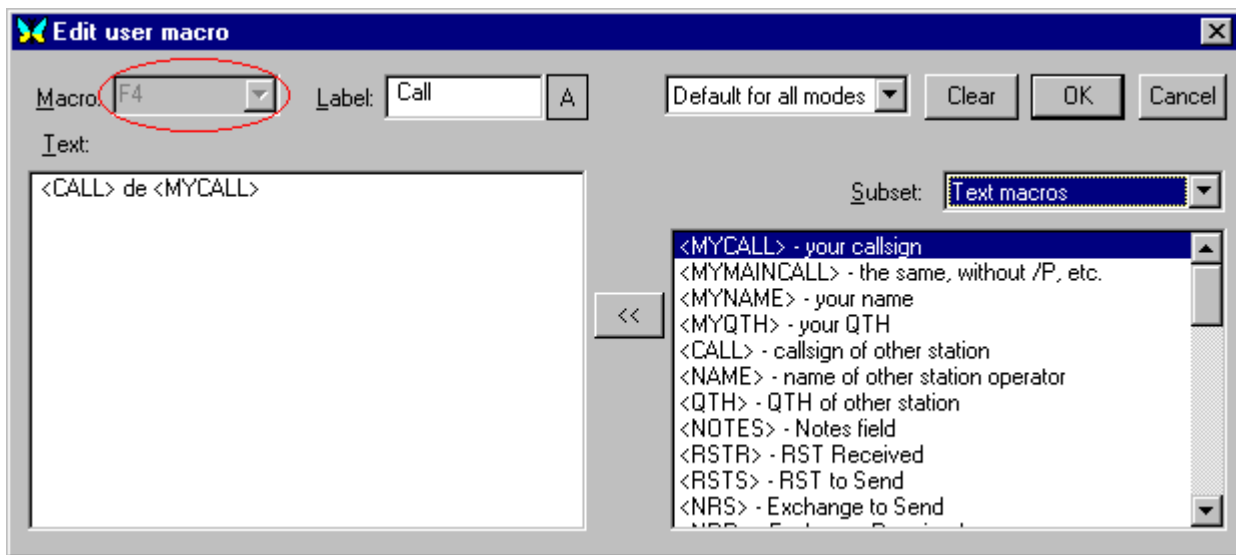 Edit user macro
Macro: F4 Label: Call A Default for all modes Clear OK Cancel
Text:
<CALL> de <MYCALL>
Subset: Text macros
<MYCALL> - your callsign
<MYMAINCALL> - the same, without /P, etc.
<MYNAME> - your name
<MYQTH> - your QTH
<<
<CALL> - callsign of other station
<NAME> - name of other station operator
<QTH> - QTH of other station
<NOTES> - Notes field
<RSTR> - RST Received
<RSTS> - RST to Send
<NRS> - Exchange to Send